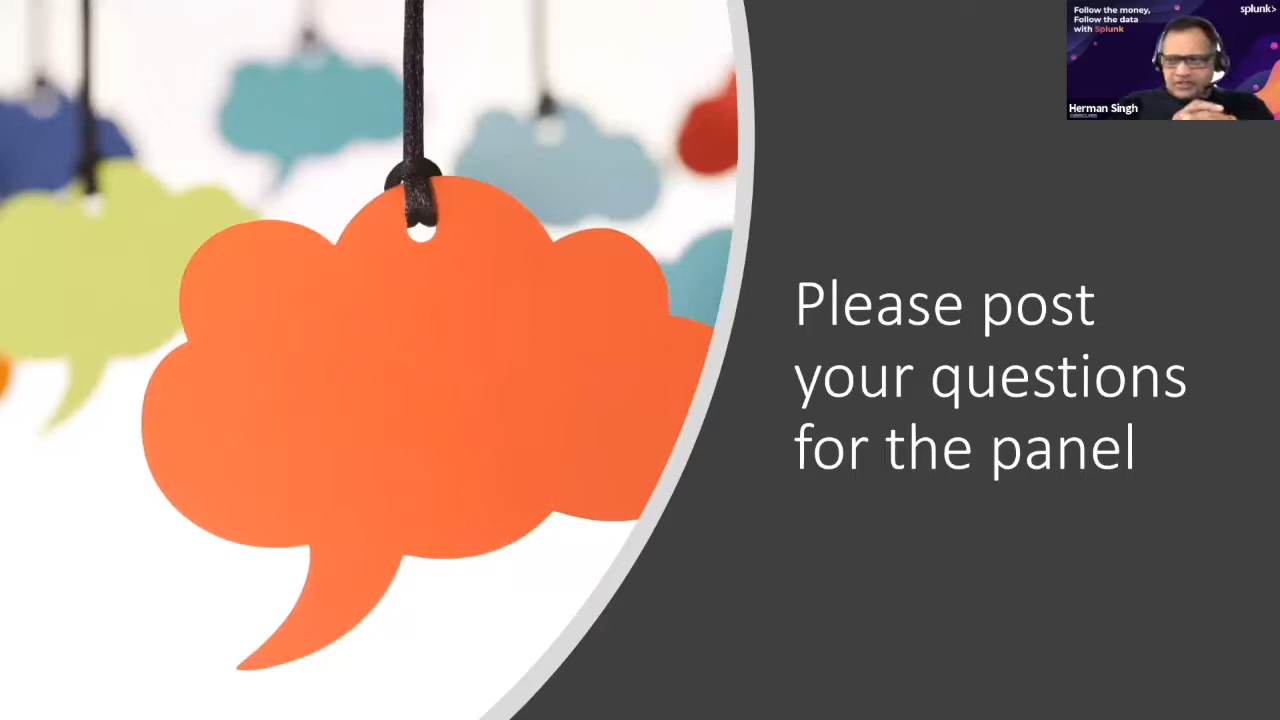 Follow the money,
Follow the data
with Splunk
splunk>
Herman Singh
Please post
your questions
for the panel